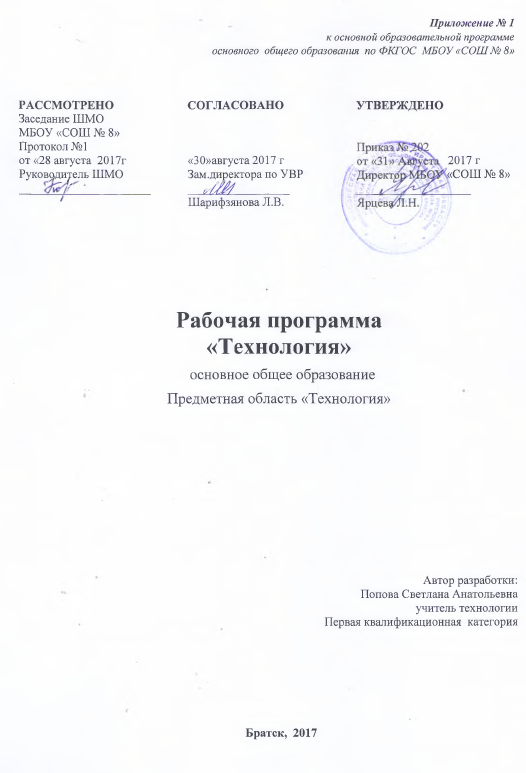 Приложение № 1
к основной образовательной программе
основного общего образования по ФКГОС МБОУ «СОШ № 8»
РАССМОТРЕНО
Заседание ШМО
МБОУ «СОШ № 8»
Протокол №1
от «28 августа 2017г
Руководитель ШМО
СОГЛАСОВАНО
«30»августа 2017 г
Зам.директора по УВР
Шарифзянова Л.В.
УТВЕРЖДЕНО
Приказ № 202
от «31» Августа 2017 г
Директор МБОУ «СОШ № 8»
Ярцева Л.Н.
Рабочая программа
«Технология»
основное общее образование
Предметная область «Технология»
Автор разработки:
Попова Светлана Анатольевна
учитель технологии
Первая квалификационная категория
Братск, 2017